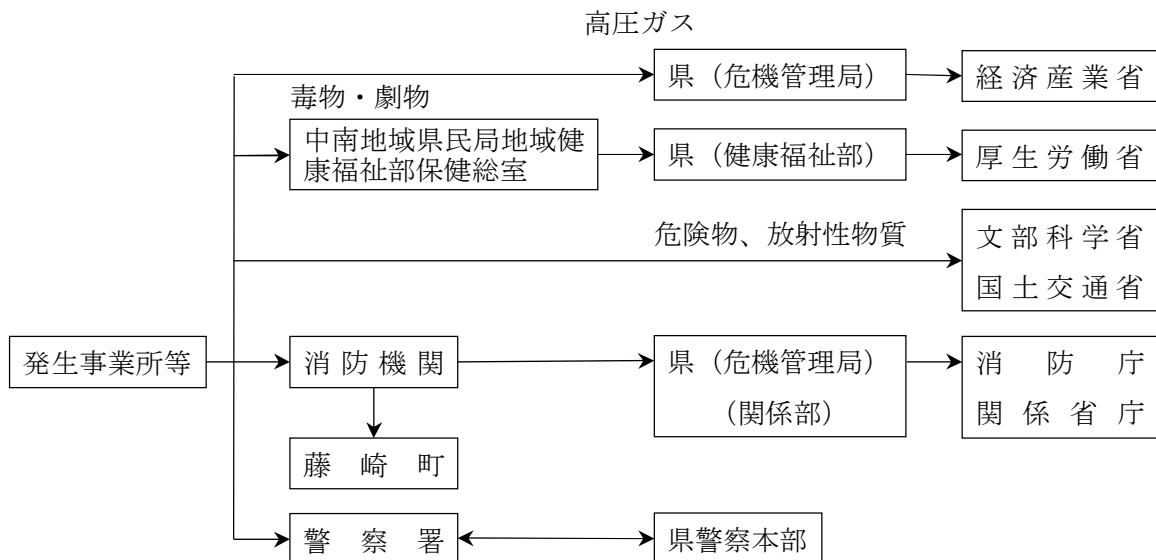 高圧ガス
県（危機管理局）
経済産業省
毒物・劇物
中南地域県民局地域健
康福祉部保健総室
県（健康福祉部）
厚生労働省
危険物、放射性物質
文部科学省
国土交通省
発生事業所等
消防機関
県（危機管理局）
（関係部）
消防庁
関係省庁
藤崎町
警察署
県警察本部